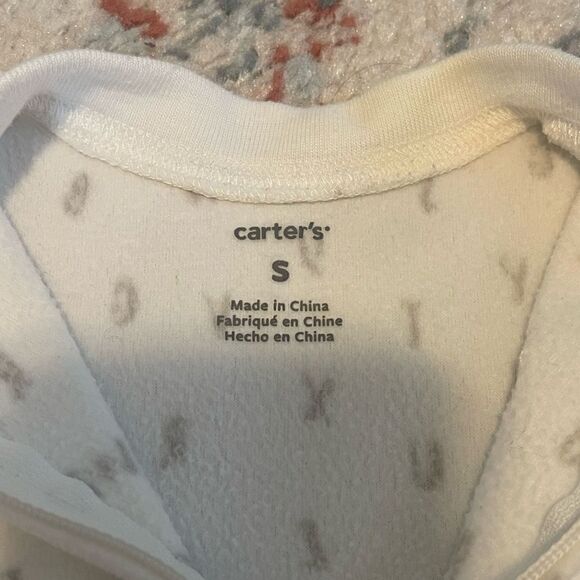 carter's
S
Made in China
Fabriqué en Chine
Hecho en China